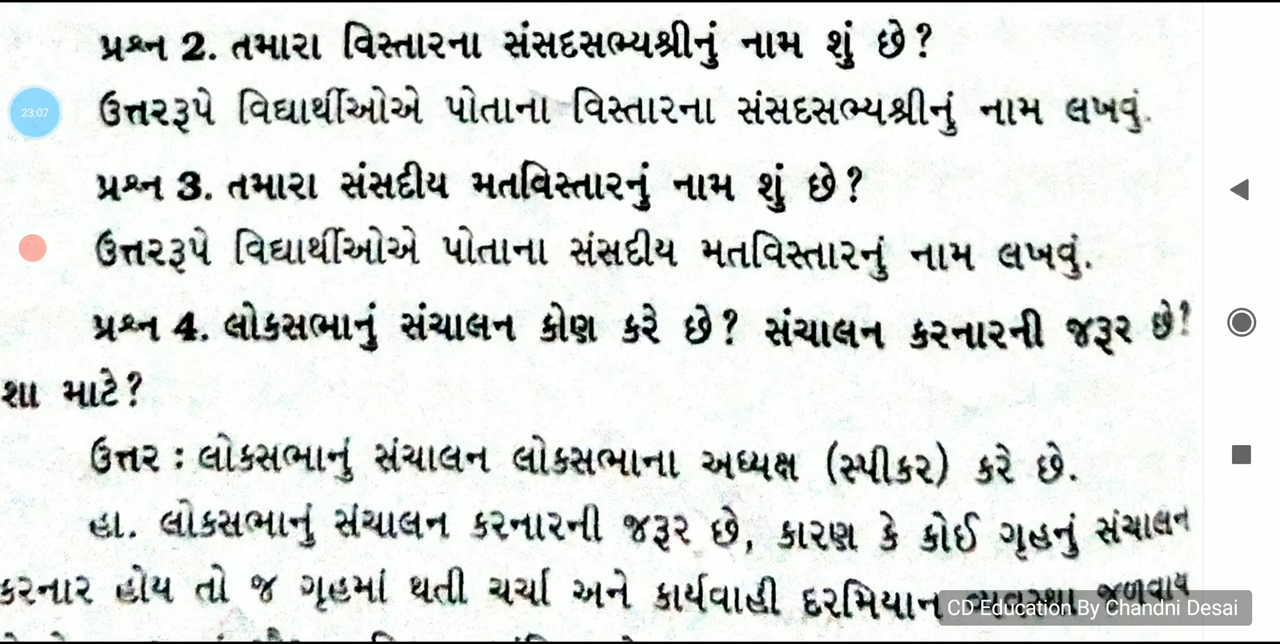 પ્રશ્ન 2. તમારા વિસ્તારના સંસદસભ્યશ્રીનું નામ શું છે?
23:07
ઉત્તરરૂપે વિદ્યાર્થીઓએ પોતાના વિસ્તારના સંસદસભ્યશ્રીનું નામ લખવું.
પ્રશ્ન 3. તમારા સંસદીય મતવિસ્તારનું નામ શું છે?
ઉત્તરરૂપે વિદ્યાર્થીઓએ પોતાના સંસદીય મતવિસ્તારનું નામ લખવું.
પ્રશ્ન 4. લોકસભાનું સંચાલન કોણ કરે છે? સંચાલન કરનારની જરૂર છે?
શા માટે?
ઉત્તર : લોકસભાનું સંચાલન લોકસભાના અધ્યક્ષ (સ્પીકર) કરે છે.
હા. લોકસભાનું સંચાલન કરનારની જરૂર છે, કારણ કે કોઈ ગૃહનું સંચાલન
કરનાર હોય તો જ ગૃહમાં થતી ચર્ચા અને કાર્યવાહી દરમિયાન જળવાય
CD Education By Chandni Desai